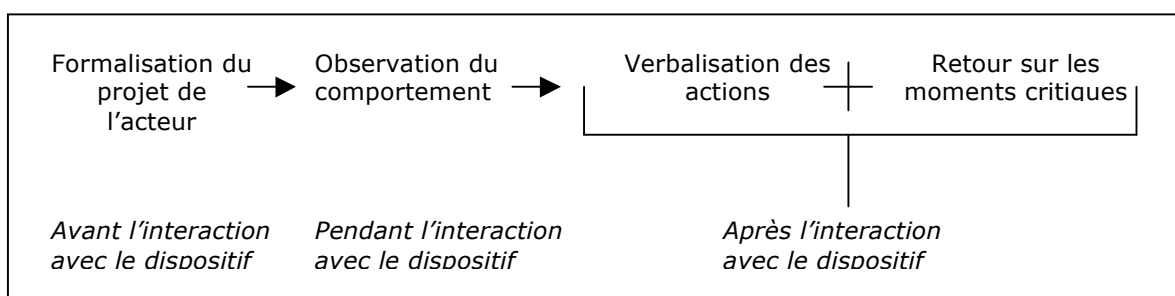 Formalisation du
projet de
l’acteur
Observation du
comportement
Verbalisation des
actions
Retour sur les
moments critiques
Avant l’interaction
avec le dispositif
Pendant l’interaction
avec le dispositif
Après l’interaction
avec le dispositif